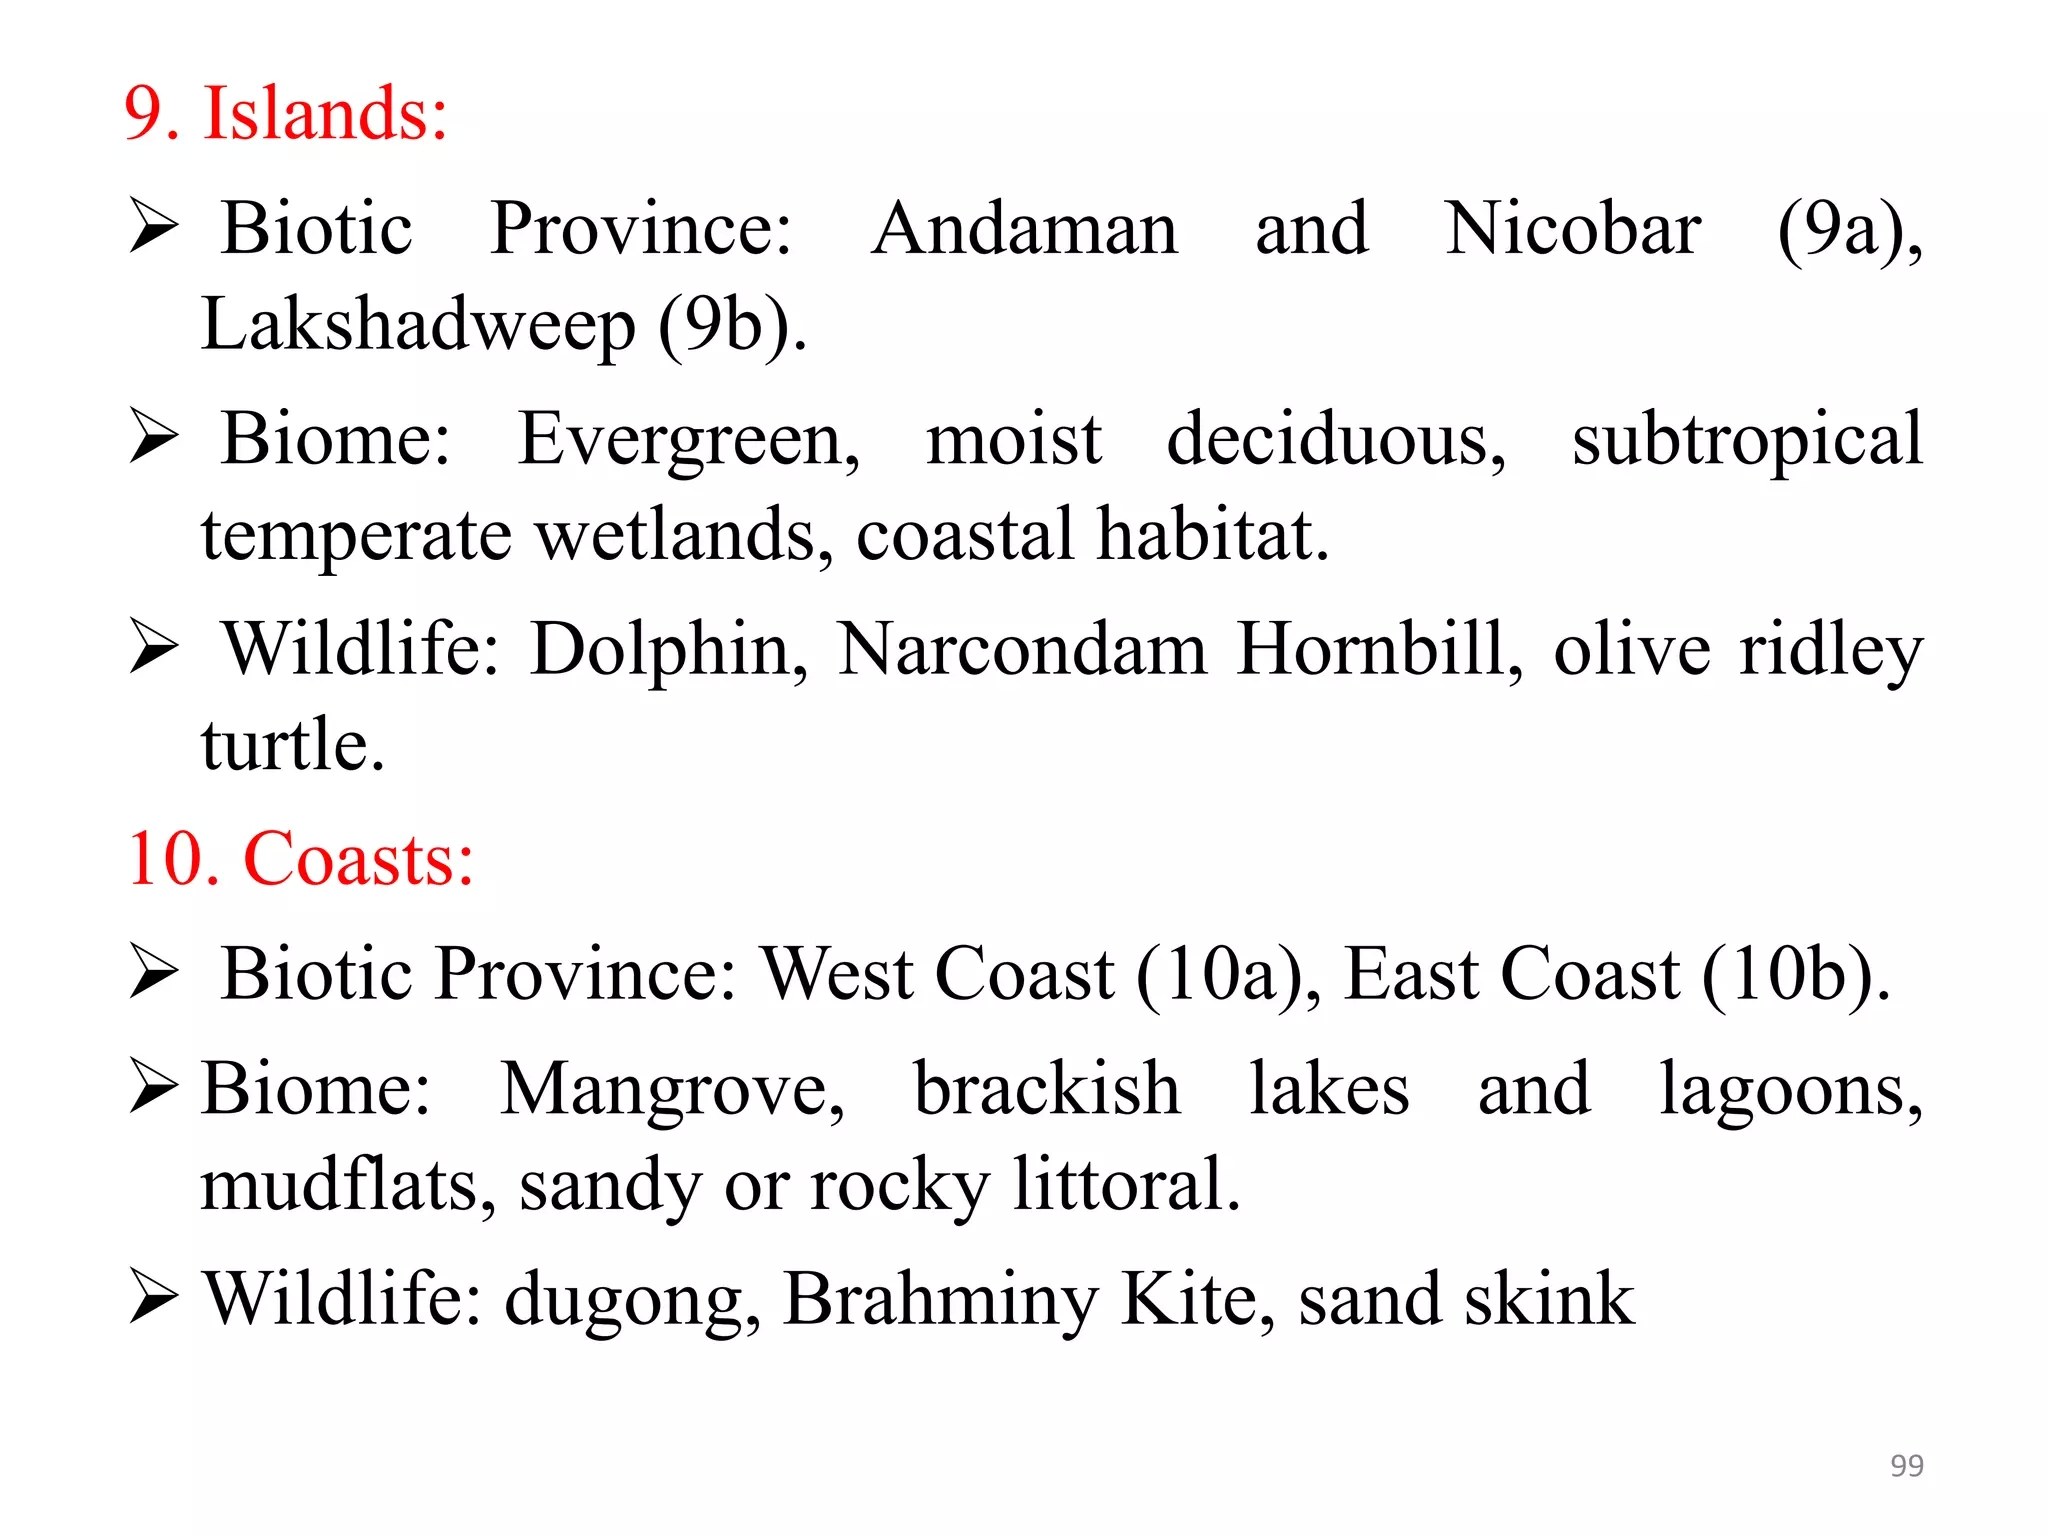 9. Islands:
➢ Biotic Province: Andaman and Nicobar (9a),
Lakshadweep (9b).
➢ Biome: Evergreen, moist deciduous, subtropical
temperate wetlands, coastal habitat.
➢ Wildlife: Dolphin, Narcondam Hornbill, olive ridley
turtle.
10. Coasts:
➢ Biotic Province: West Coast (10a), East Coast (10b).
➢ Biome: Mangrove, brackish lakes and lagoons,
mudflats, sandy or rocky littoral.
➢ Wildlife: dugong, Brahminy Kite, sand skink
99